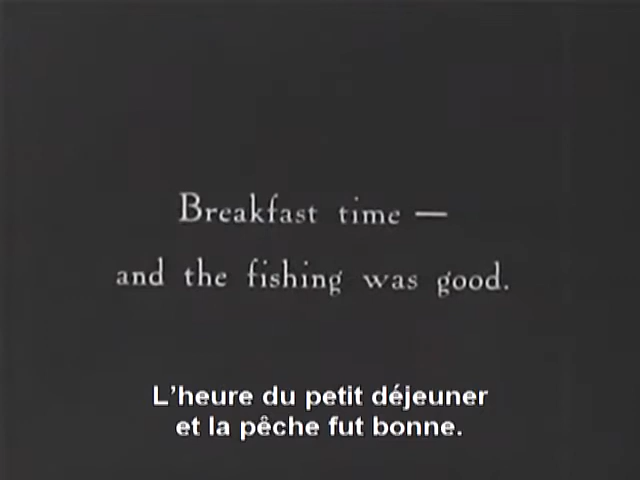 Breakfast time —
and the fishing was good.
L'heure du petit déjeuner
et la pêche fut bonne.